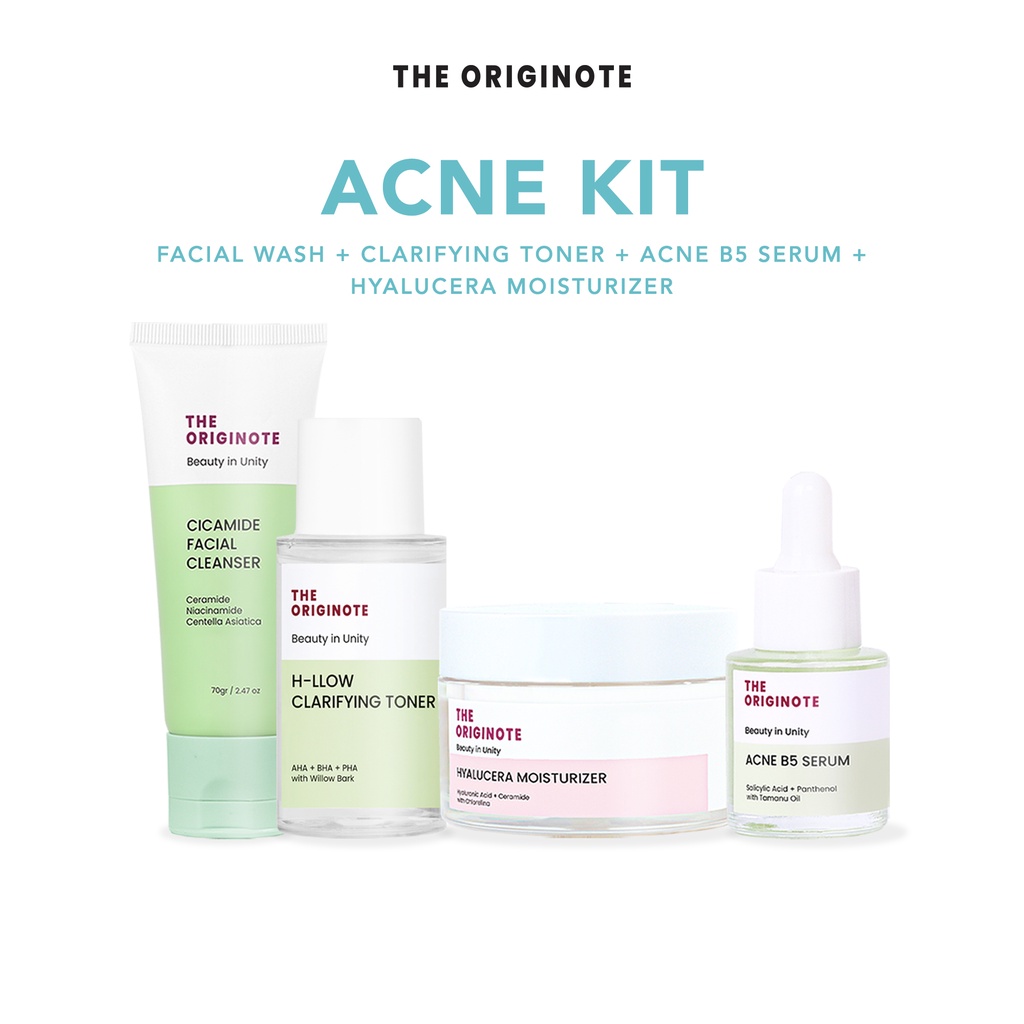 THE ORIGINOTE
ACNE KIT
FACIAL WASH + CLARIFYING TONER + ACNE B5 SERUM +
HYALUCERA MOISTURIZER
THE
ORIGINOTE
Beauty in Unity
CICAMIDE
FACIAL
CLEANSER
Ceramide
Niacinamide
Centella Asiatica
70gr / 2.47 oz
THE
ORIGINOTE
Beauty in Unity
H-LLOW
CLARIFYING TONER
AHA + BHA + PHA
with Willow Bark
THE
ORIGINOTE
Beauty in Unity
HYALUCERA MOISTURIZER
Hyaluronic Acid + Ceramide
with Chlorelina
THE
ORIGINOTE
Beauty in Unity
ACNE B5 SERUM
Salicylic Acid + Panthenol
with Tamanu Oil